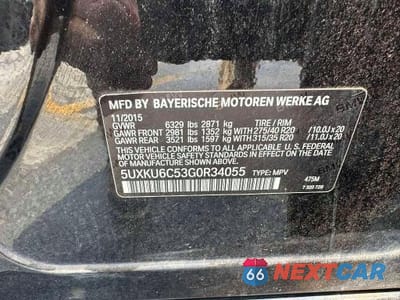 MFD BY BAYERISCHE MOTOREN WERKE AG
11/2015
GVWR 6329 lbs 2871 kg TIRE / RIM
GAWR FRONT 2981 lbs 1352 kg WITH 275/40 R20 /10.0J x 20
GAWR REAR 3521 lbs 1597 kg WITH 315/35 R20 /11.0J x 20
THIS VEHICLE CONFORMS TO ALL APPLICABLE U.S. FEDERAL
MOTOR VEHICLE SAFETY STANDARDS IN EFFECT ON THE
DATE OF MANUFACTURE SHOWN ABOVE.
5UXKU6C53G0R34055 TYPE: MPV 475M
66 NEXTCAR